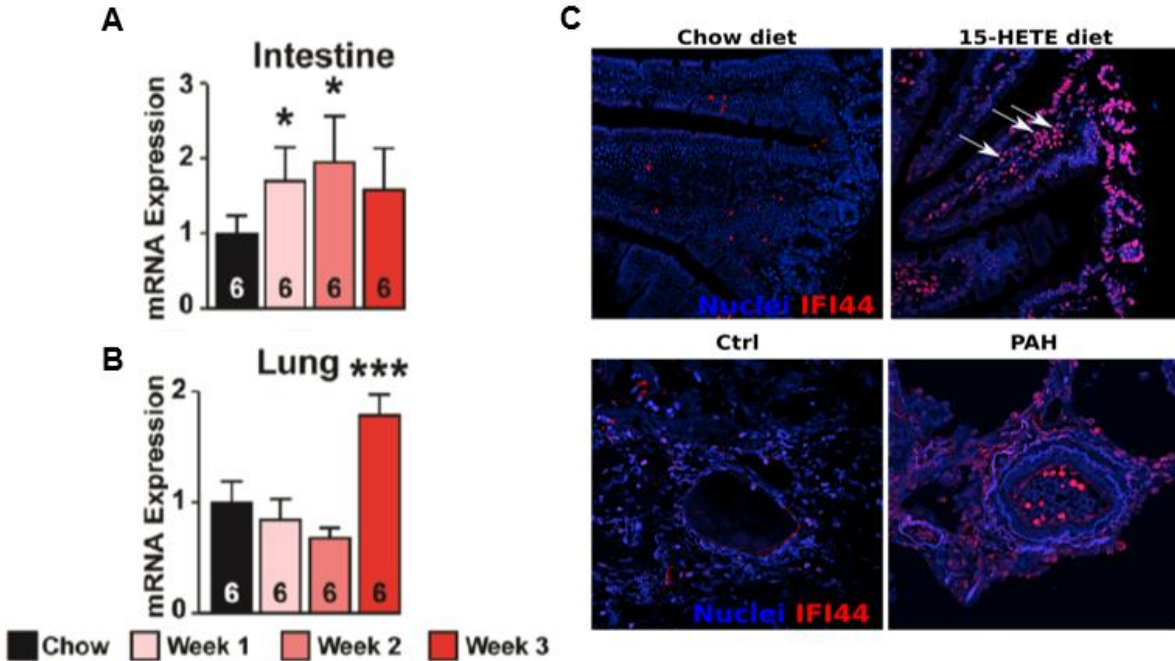 A
Intestine
mRNA Expression
3
2
1
0
*
*
6
6
6
6
B
Lung
***
mRNA Expression
2
1
0
6
6
6
6
Chow
Week 1
Week 2
Week 3
C
Chow diet
15-HETE diet
Nuclei IFI44
Ctrl
PAH
Nuclei IFI44